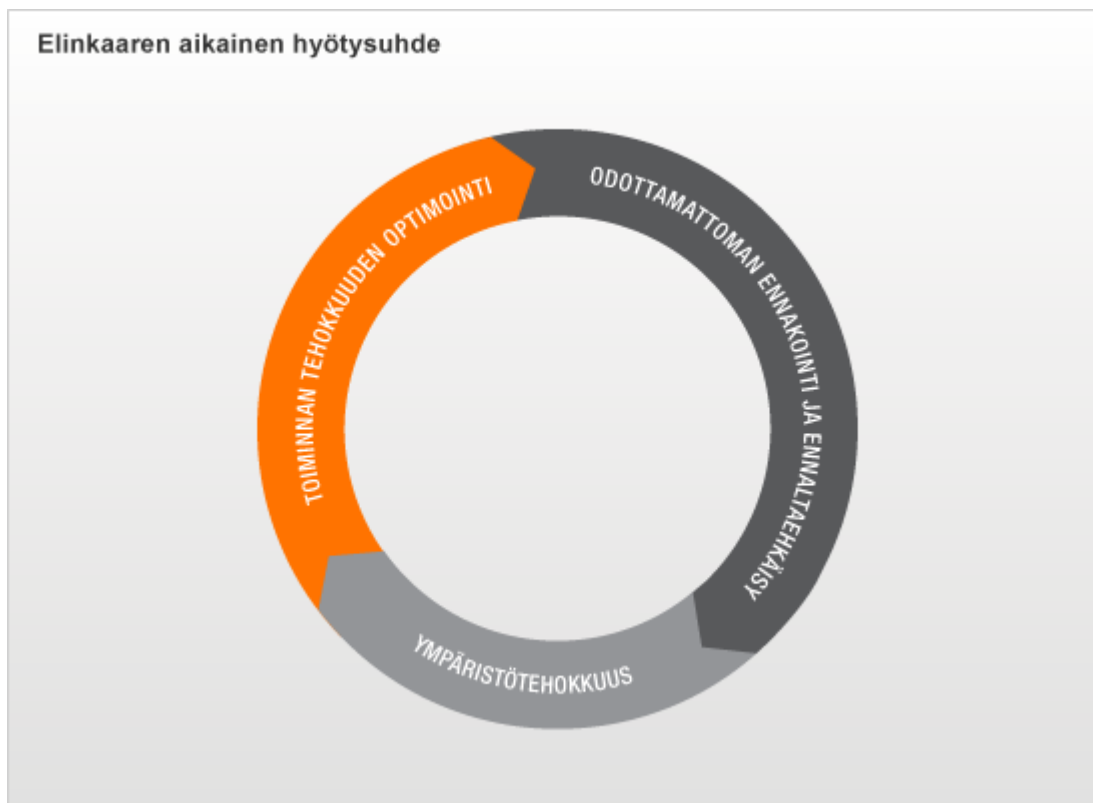 Elinkaaren aikainen hyötysuhde
TOIMINNAN TEHOKKUUDEN OPTIMOINTI
ODOTTAMATTOMAN ENNAKOINTI JA ENNALTAEHKÄISY
YMPÄRISTÖTEHOKKUUS